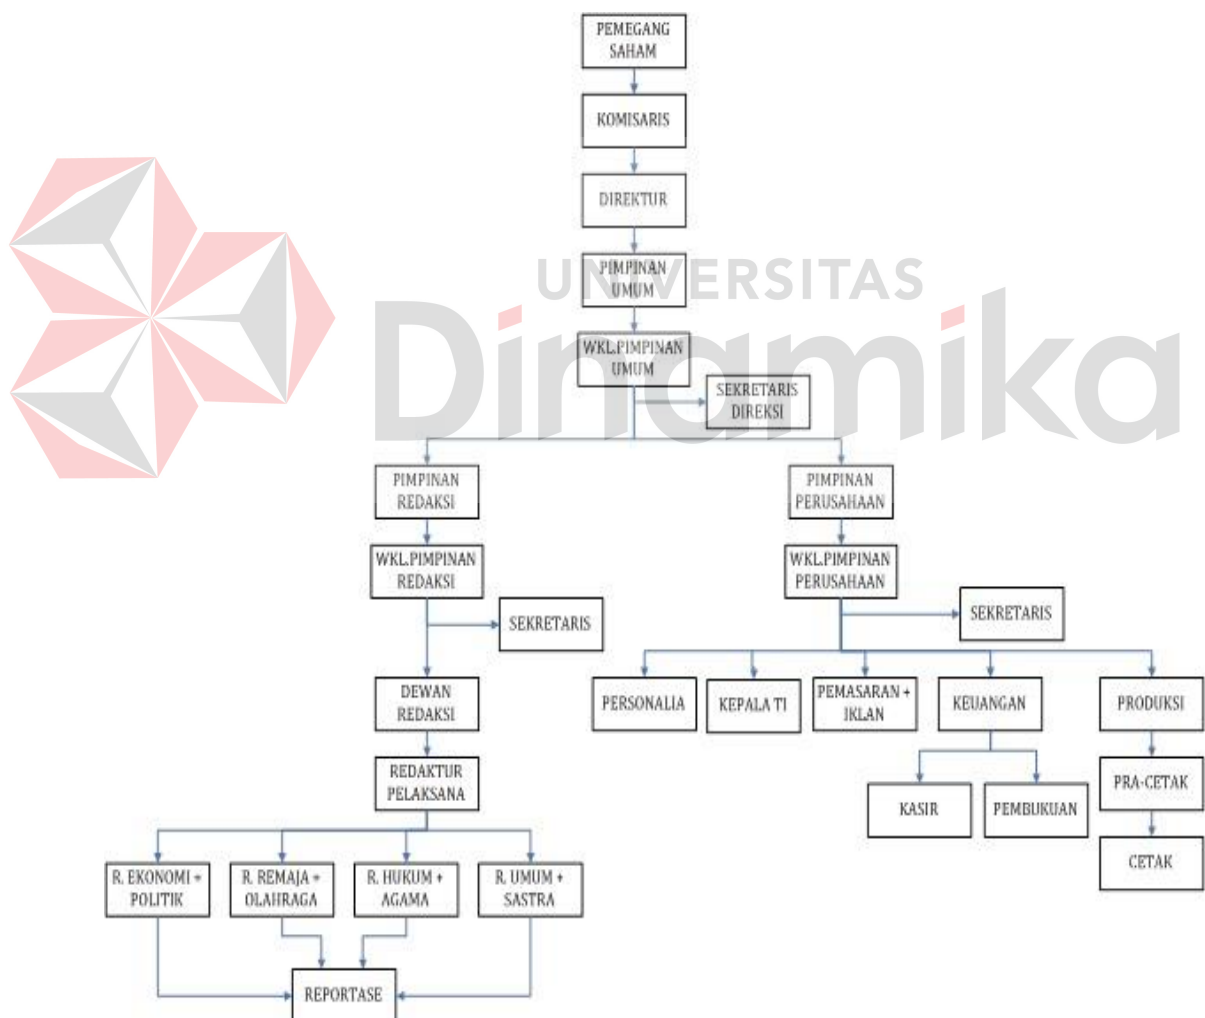 PEMEGANG
SAHAM
KOMISARIS
DIREKTUR
PIMPINAN
UMUM
UNIVERSITAS
Dinamika
WKL.PIMPINAN
UMUM
SEKRETARIS
DIREKSI
PIMPINAN
REDAKSI
PIMPINAN
PERUSAHAAN
WKL.PIMPINAN
REDAKSI
WKL.PIMPINAN
PERUSAHAAN
SEKRETARIS
SEKRETARIS
DEWAN
REDAKSI
PERSONALIA
KEPALA TI
PEMASARAN +
IKLAN
KEUANGAN
PRODUKSI
REDAKTUR
PELAKSANA
KASIR
PEMBUKUAN
PRA-CETAK
CETAK
R. EKONOMI +
POLITIK
R. REMAJA +
OLAHRAGA
R. HUKUM +
AGAMA
R. UMUM +
SASTRA
REPORTASE